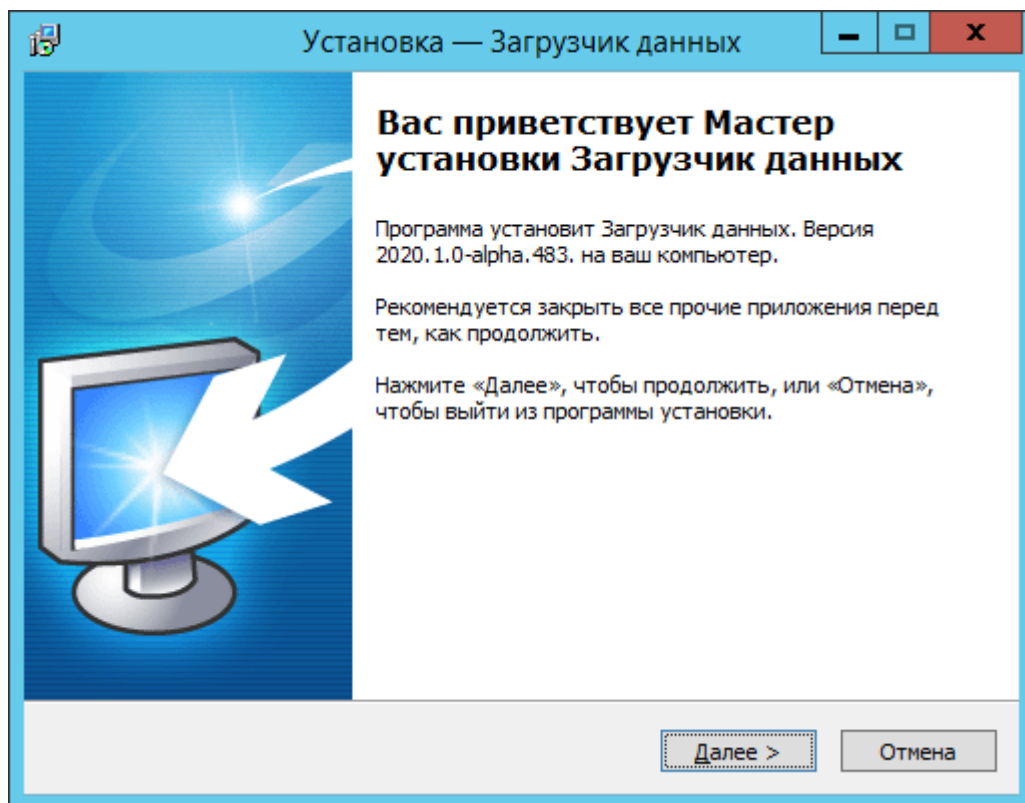 Установка — Загрузчик данных
Вас приветствует Мастер
установки Загрузчик данных
Программа установит Загрузчик данных. Версия
2020.1.0-alpha.483. на ваш компьютер.
Рекомендуется закрыть все прочие приложения перед
тем, как продолжить.
Нажмите «Далее», чтобы продолжить, или «Отмена»,
чтобы выйти из программы установки.
Далее >
Отмена